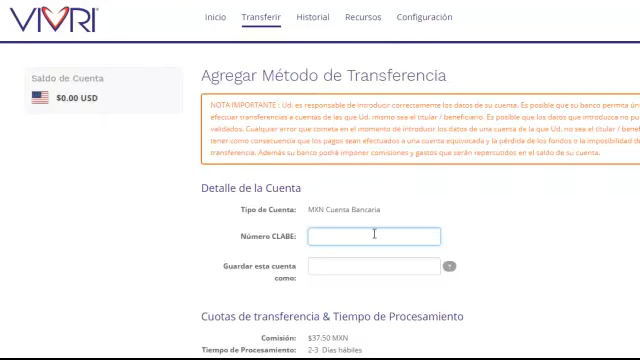 VIVRI
Inicio Transferir Historial Recursos Configuración
Saldo de Cuenta
$0.00 USD
Agregar Método de Transferencia
NOTA IMPORTANTE : Ud. es responsable de introducir correctamente los datos de su cuenta. Es posible que su banco permita ún
efectuar transferencias a cuentas de las que Ud. mismo sea el titular / beneficiario. Es posible que los datos que introduzca no pu
validados. Cualquier error que cometa en el momento de introducir los datos de una cuenta de la que Ud. no sea el titular / benef
tener como consecuencia que los pagos sean efectuados a una cuenta equivocada y la pérdida de los fondos o la imposibilidad d
transferencia. Además su banco podrá imponer comisiones y gastos que serán repercutidos en el saldo de su cuenta.
Detalle de la Cuenta
Tipo de Cuenta: MXN Cuenta Bancaria
Número CLABE:
Guardar esta cuenta
como:
?
Cuotas de transferencia & Tiempo de Procesamiento
Comisión: $37.50 MXN
Tiempo de Procesamiento: 2-3 Días hábiles